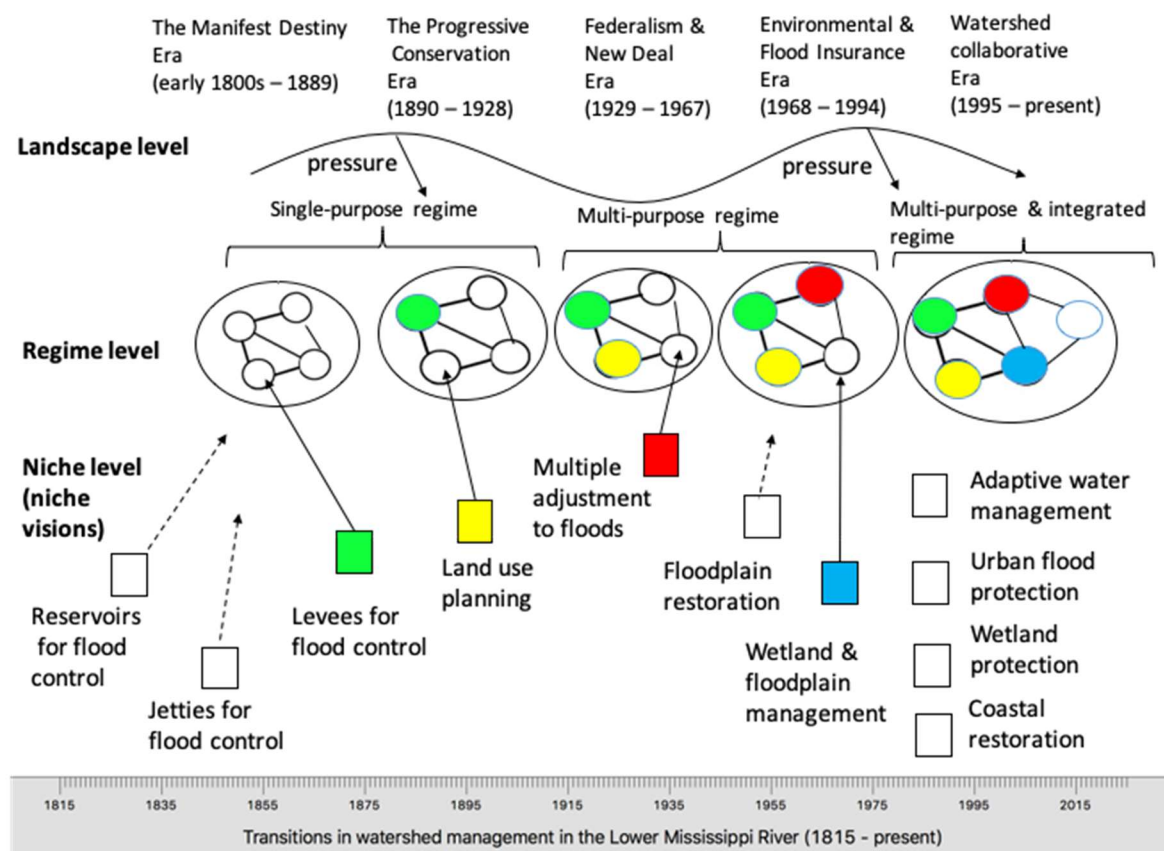 The Manifest Destiny
Era
(early 1800s – 1889)
The Progressive
Conservation
Era
(1890 – 1928)
Federalism &
New Deal
Era
(1929 – 1967)
Environmental &
Flood Insurance
Era
(1968 – 1994)
Watershed
collaborative
Era
(1995 – present)
Landscape level
pressure
pressure
Single-purpose regime
Multi-purpose regime
Multi-purpose & integrated
regime
Regime level
Niche level
(niche
visions)
Reservoirs
for flood
control
Jetties for
flood control
Levees for
flood control
Land use
planning
Multiple
adjustment
to floods
Floodplain
restoration
Wetland &
floodplain
management
Adaptive water
management
Urban flood
protection
Wetland
protection
Coastal
restoration
1815 1835 1855 1875 1895 1915 1935 1955 1975 1995 2015
Transitions in watershed management in the Lower Mississippi River (1815 - present)